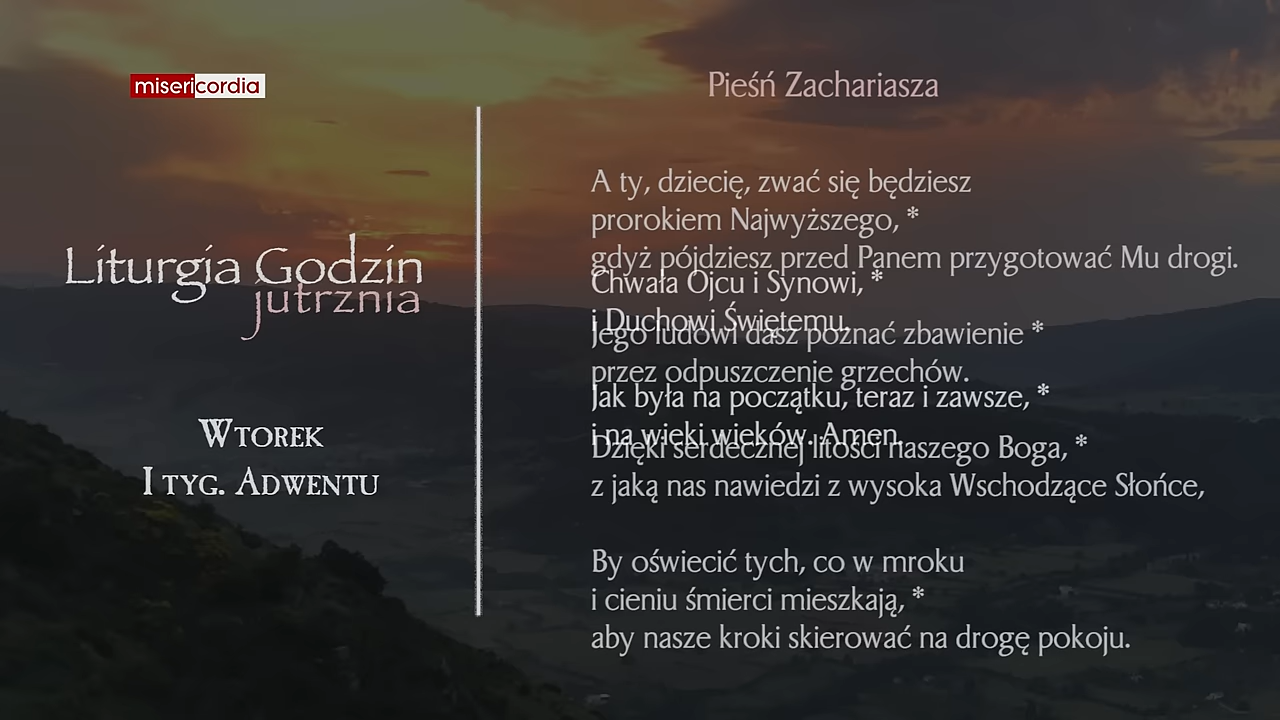 misericordia
Liturgia Godzin
jutrznia
Wtorek
I tyg. Adwentu
Pieśń Zachariasza
A ty, dziecię, zwać się będziesz
prorokiem Najwyższego, *
gdyż pójdziesz przed Panem przygotować Mu drogi.
Chwała Ojcu i Synowi, *
i Duchowi Świętemu.
Jego ludowi dasz poznać zbawienie *
przez odpuszczenie grzechów.
Jak była na początku, teraz i zawsze, *
i na wieki wieków. Amen.
Dzięki serdecznej litości naszego Boga, *
z jaką nas nawiedzi z wysoka Wschodzące Słońce,
By oświecić tych, co w mroku
i cieniu śmierci mieszkają, *
aby nasze kroki skierować na drogę pokoju.